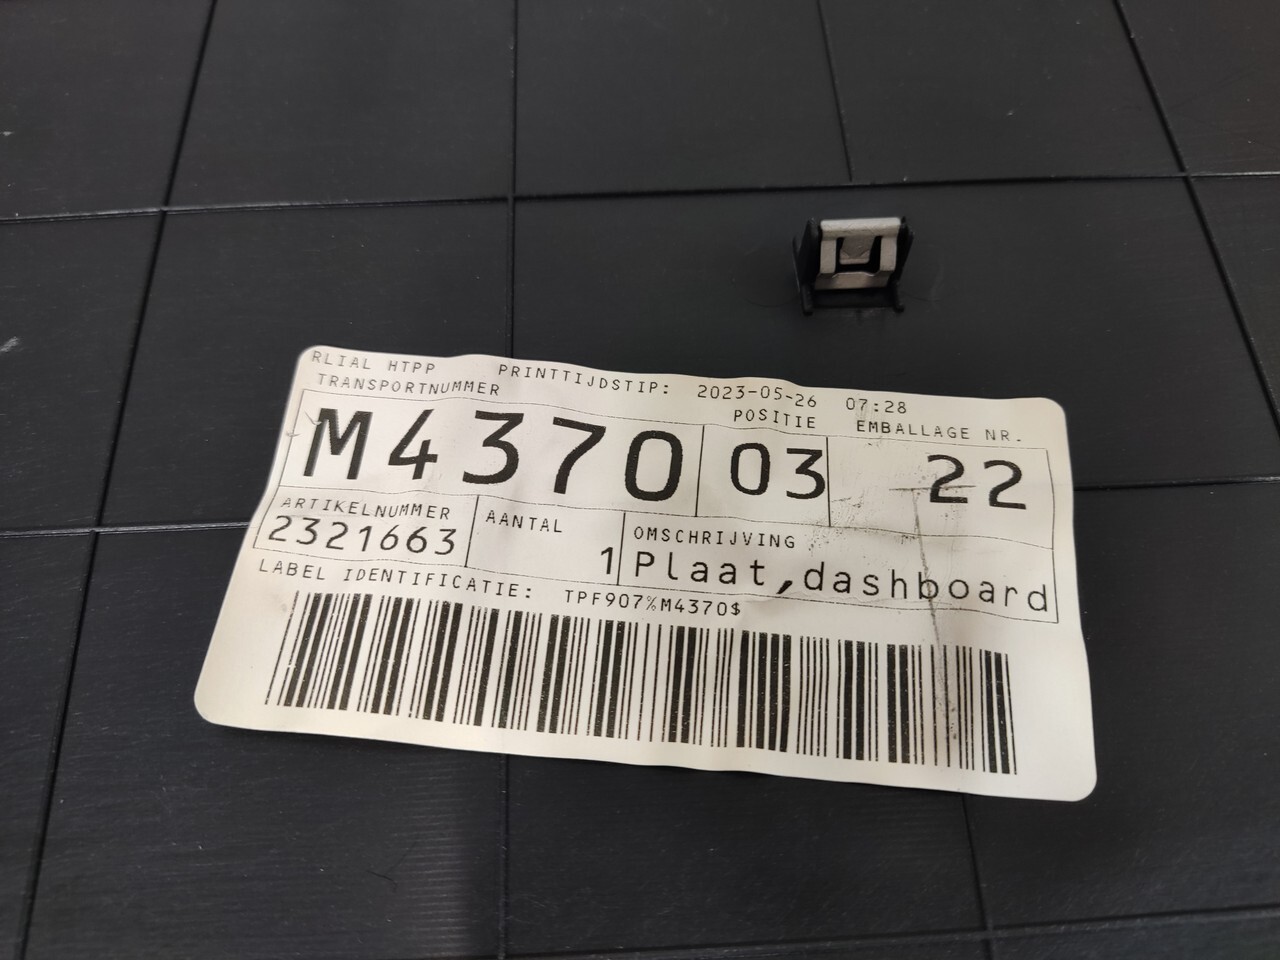 RLIAL HTPP PRINTTIJDSTIP: 2023-05-26 07:28
TRANSPORTNUMMER POSITIE EMBALLAGE NR.
M4370 03 22
ARTIKELNUMMER AANTAL OMSCHRIJVING
2321663 1 Plaat,dashboard
LABEL IDENTIFICATIE: TPF907%M4370$